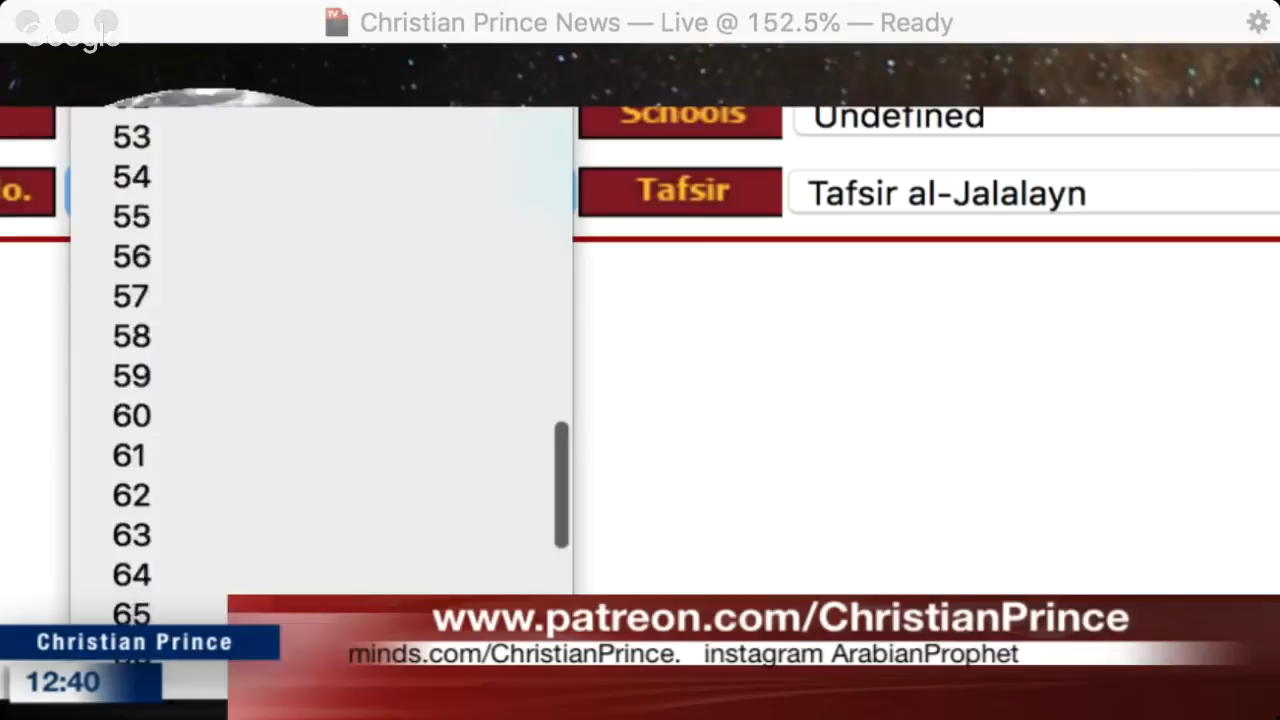 Christian Prince News — Live @ 152.5% — Ready
Google
Schools
Undefined
53
o.
Tafsir
Tafsir al-Jalalayn
54
55
56
57
58
59
60
61
62
63
64
65
www.patreon.com/ChristianPrince
Christian Prince
minds.com/ChristianPrince. instagram ArabianProphet
12:40